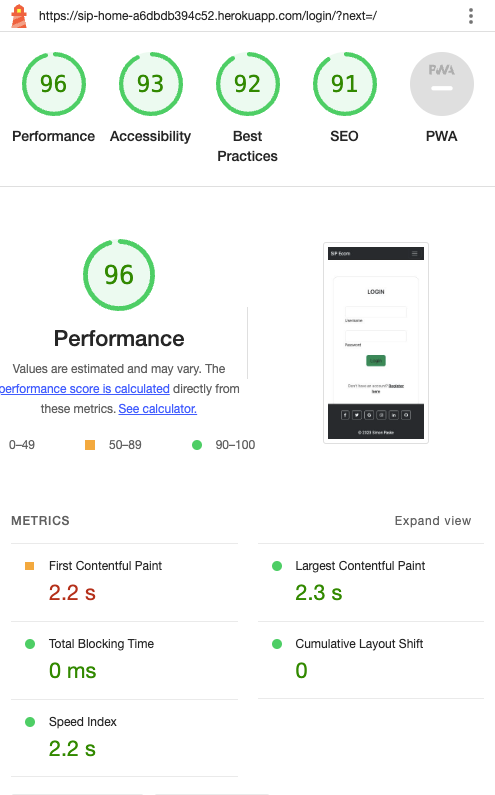 https://sip-home-a6dbdb394c52.herokuapp.com/login/?next=/
96
93
92
91
PWA
Performance
Accessibility
Best
Practices
SEO
PWA
96
Performance
Values are estimated and may vary. The
performance score is calculated directly from
these metrics. See calculator.
0–49
50–89
90–100
SiP Ecom
LOGIN
Username
Password
Login
Don't have an account? Register
here
© 2023 Simon Paske
METRICS
Expand view
First Contentful Paint
2.2 s
Largest Contentful Paint
2.3 s
Total Blocking Time
0 ms
Cumulative Layout Shift
0
Speed Index
2.2 s